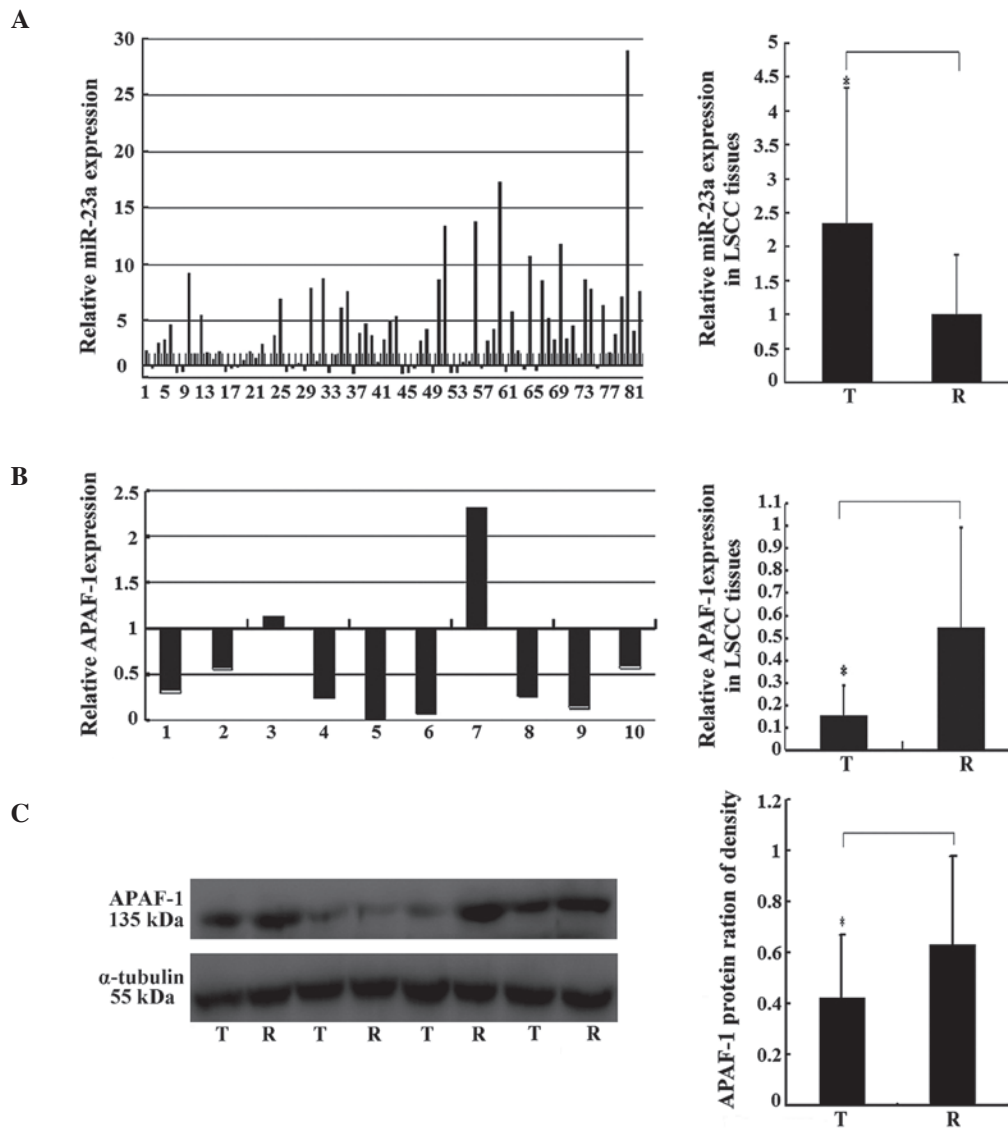 A
Relative miR-23a expression
30
25
20
15
10
5
0
1 5 9 13 17 21 25 29 33 37 41 45 49 53 57 61 65 69 73 77 81
Relative miR-23a expression
in LSCC tissues
5
4.5
4
3.5
3
2.5
2
1.5
1
0.5
0
*
T R
B
Relative APAF-1expression
2.5
2
1.5
1
0.5
0
1 2 3 4 5 6 7 8 9 10
Relative APAF-1expression
in LSCC tissues
1.1
1
0.9
0.8
0.7
0.6
0.5
0.4
0.3
0.2
0.1
0
*
T R
C
APAF-1
135 kDa
α-tubulin
55 kDa
T R T R T R T R
APAF-1 protein ration of density
1.2
1
0.8
0.6
0.4
0.2
0
*
T R